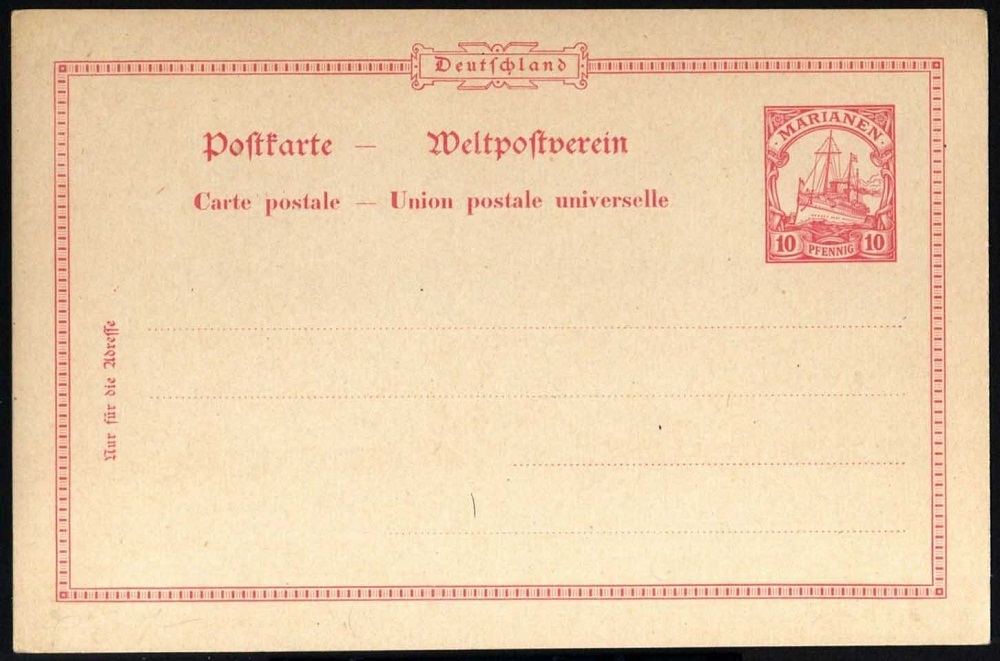 Deutſchland
Poſtkarte — Weltpoſtverein
Carte postale — Union postale universelle
MARIANEN
10 PFENNIG 10
Nur für die Adreſſe